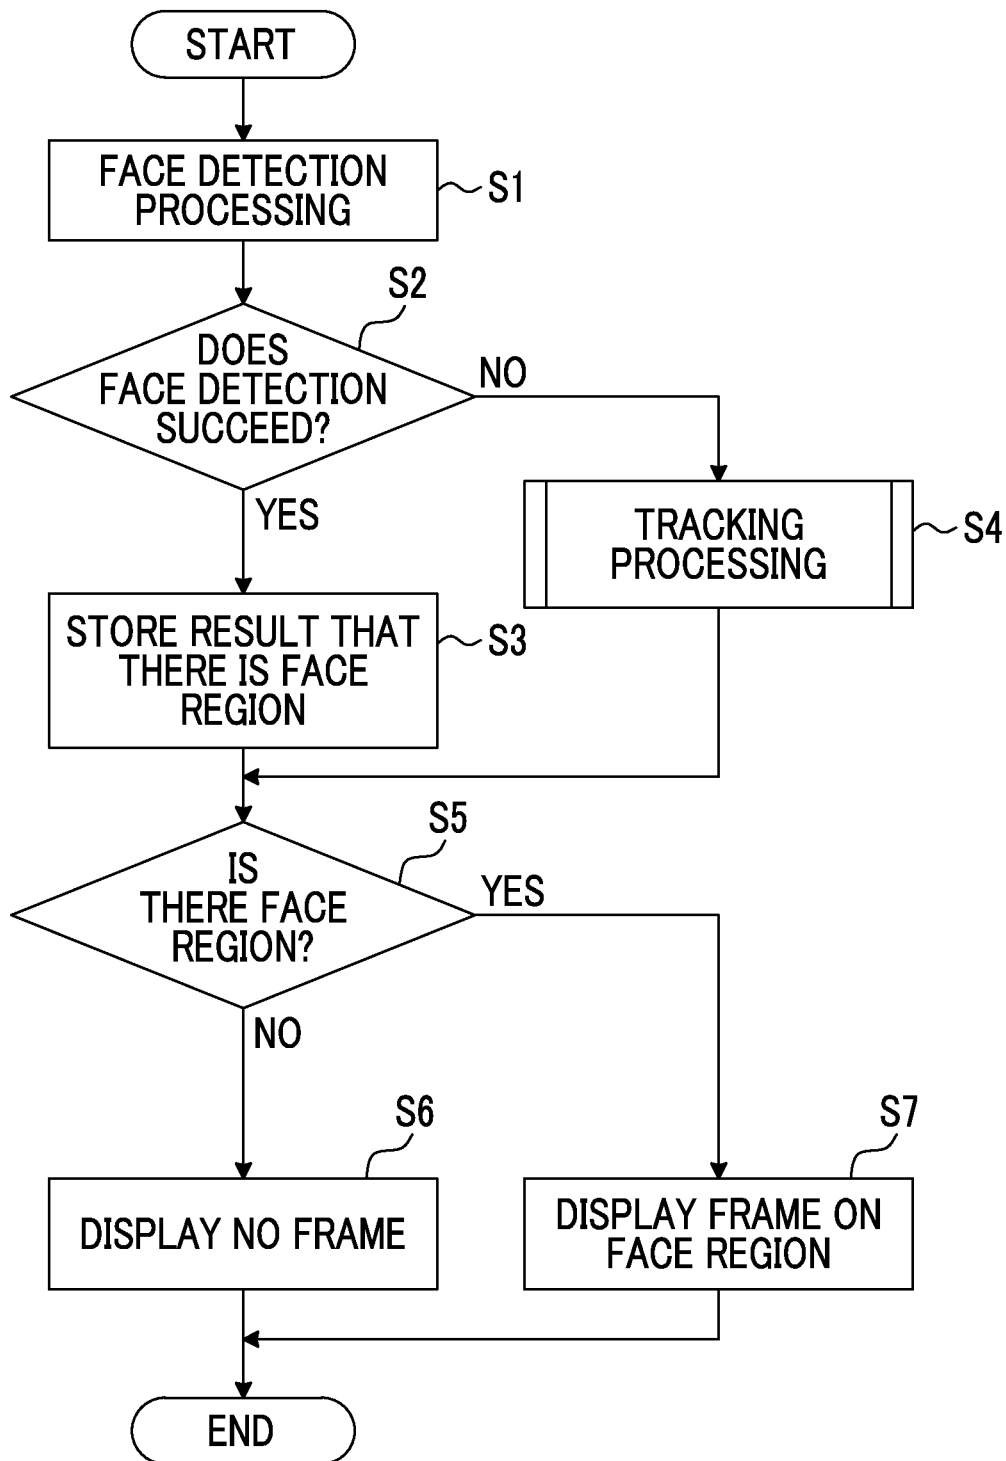 START
FACE DETECTION
PROCESSING
S1
S2
DOES
FACE DETECTION
SUCCEED?
NO
YES
TRACKING
PROCESSING
S4
STORE RESULT THAT
THERE IS FACE
REGION
S3
S5
IS
THERE FACE
REGION?
YES
NO
S6
S7
DISPLAY NO FRAME
DISPLAY FRAME ON
FACE REGION
END